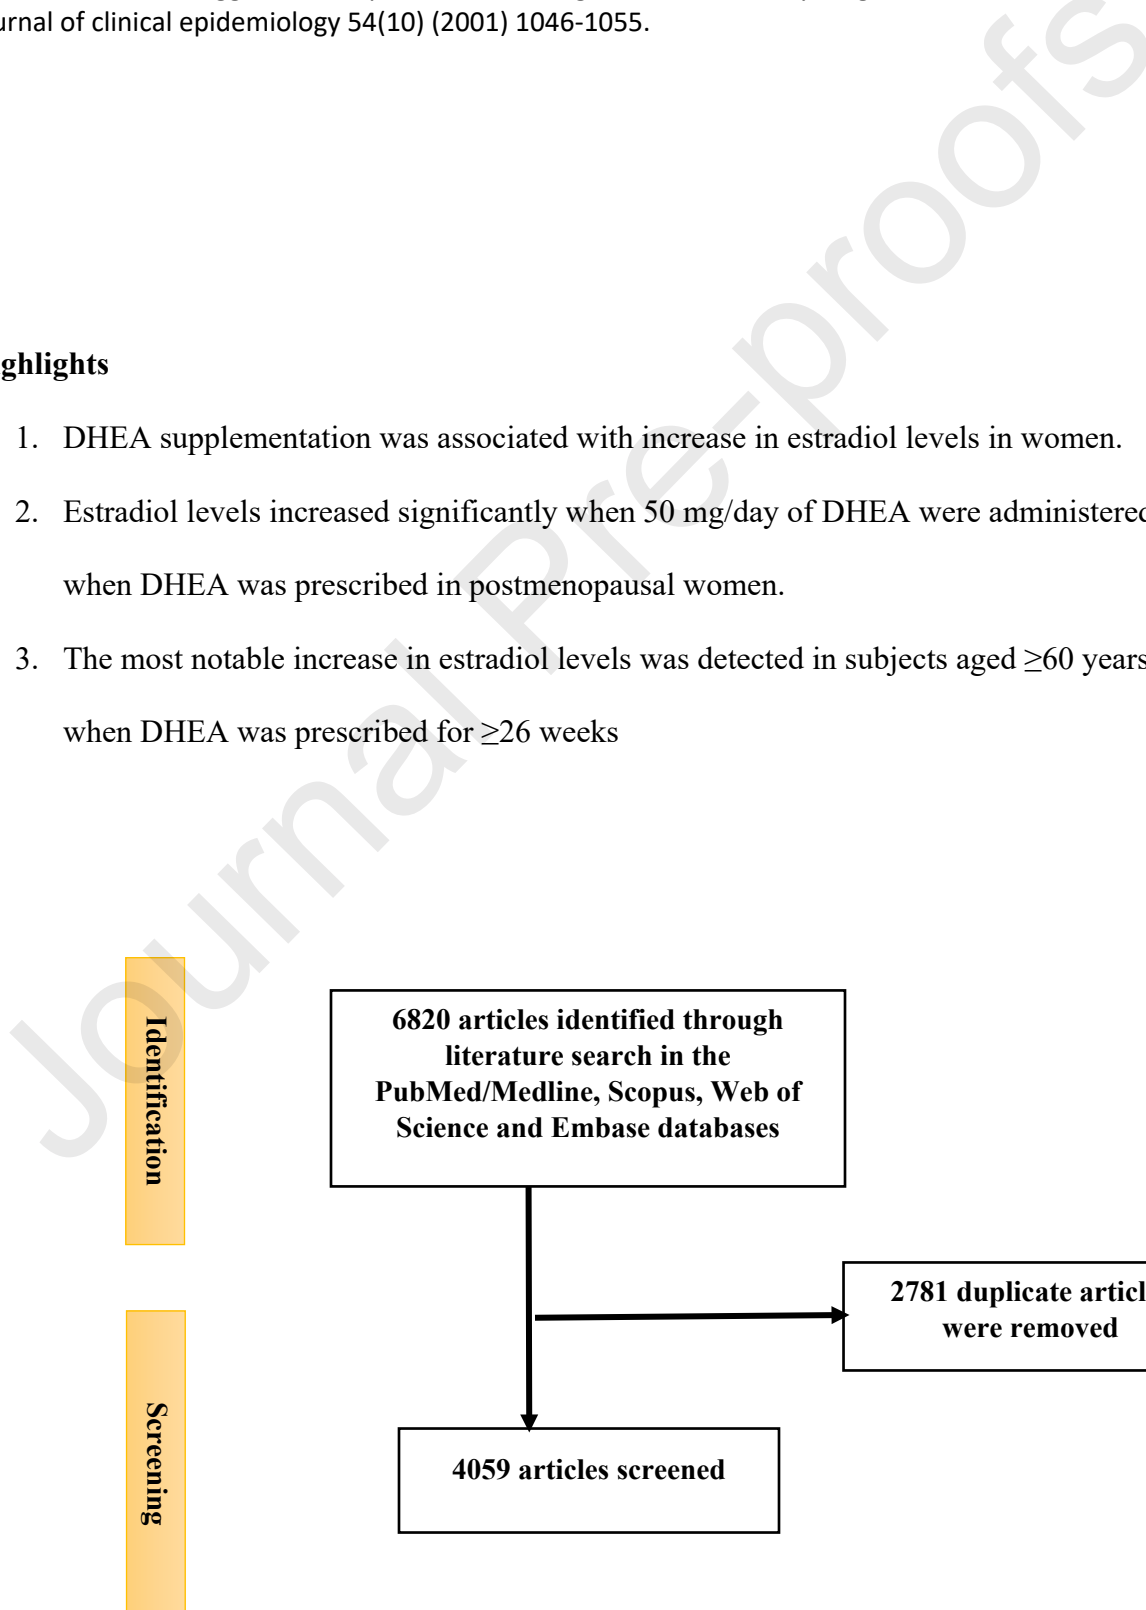 urnal of clinical epidemiology 54(10) (2001) 1046-1055.
ghlights
1. DHEA supplementation was associated with increase in estradiol levels in women.
2. Estradiol levels increased significantly when 50 mg/day of DHEA were administered
when DHEA was prescribed in postmenopausal women.
3. The most notable increase in estradiol levels was detected in subjects aged ≥60 years
when DHEA was prescribed for ≥26 weeks
Identification
6820 articles identified through
literature search in the
PubMed/Medline, Scopus, Web of
Science and Embase databases
2781 duplicate articl
were removed
Screening
4059 articles screened
Journal Pre-proofs